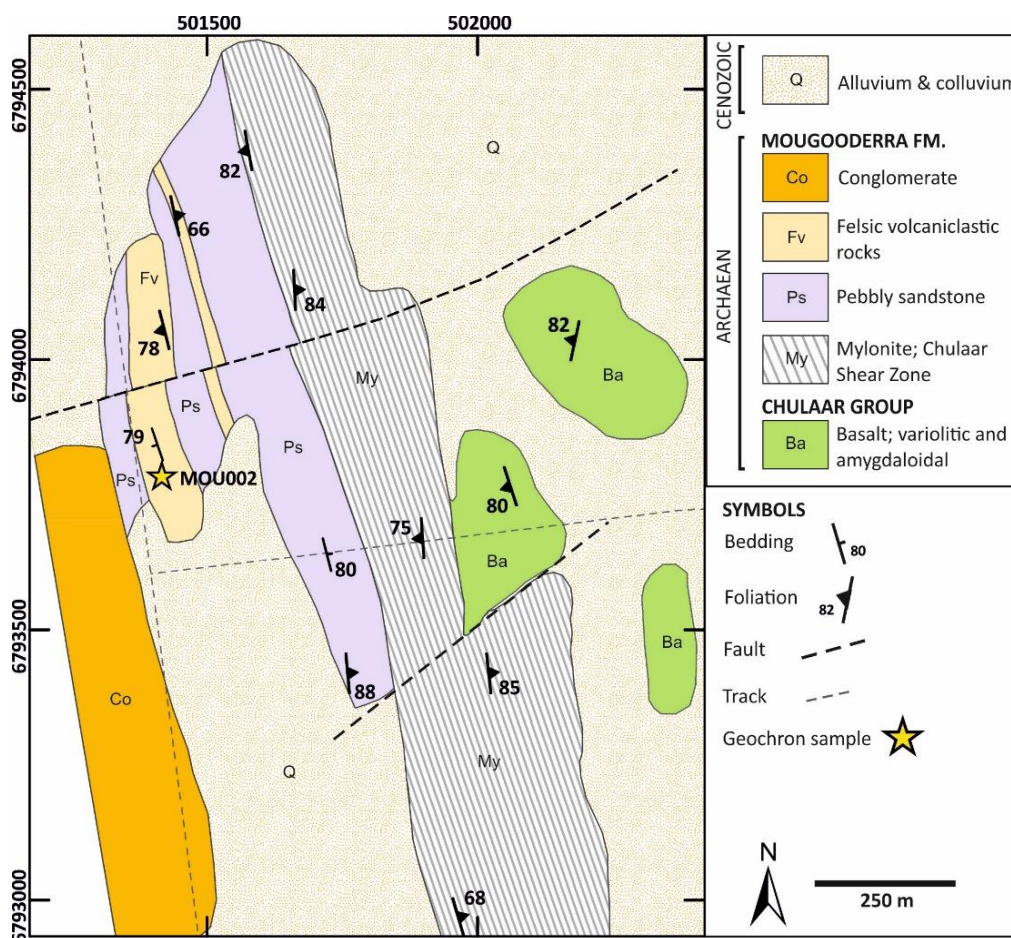 501500 502000
6794500
6794000
6793500
6793000
Q
82
66
Fv
84
78
82
Ba
My
Ps
79
Ps
Ps
MOU002
80
75
80
Ba
Ba
88
85
Co
My
Q
68
CENOZOIC
Q Alluvium & colluvium
ARCHAEAN
MOUGOODERRA FM.
Co Conglomerate
Fv Felsic volcaniclastic
rocks
Ps Pebbly sandstone
My Mylonite; Chulaar
Shear Zone
CHULAAR GROUP
Ba Basalt; variolitic and
amygdaloidal
SYMBOLS
Bedding 80
Foliation 82
Fault
Track
Geochron sample
N
250 m